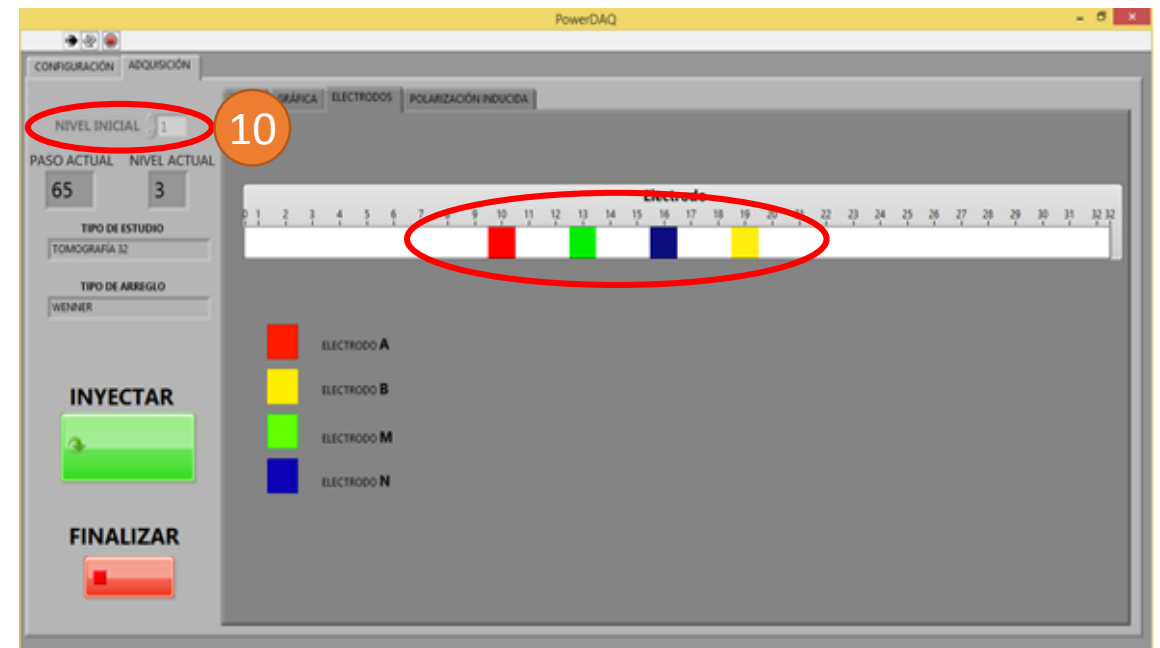 PowerDAQ
CONFIGURACIÓN ADQUISICIÓN
GRÁFICA ELECTRODOS POLARIZACIÓN INDUCIDA
NIVEL INICIAL 1
10
PASO ACTUAL NIVEL ACTUAL
65 3
Electrodo
0 1 2 3 4 5 6 7 8 9 10 11 12 13 14 15 16 17 18 19 20 21 22 23 24 25 26 27 28 29 30 31 32 32
TIPO DE ESTUDIO
TOMOGRAFÍA 32
TIPO DE ARREGLO
WENNER
ELECTRODO A
ELECTRODO B
ELECTRODO M
ELECTRODO N
INYECTAR
FINALIZAR